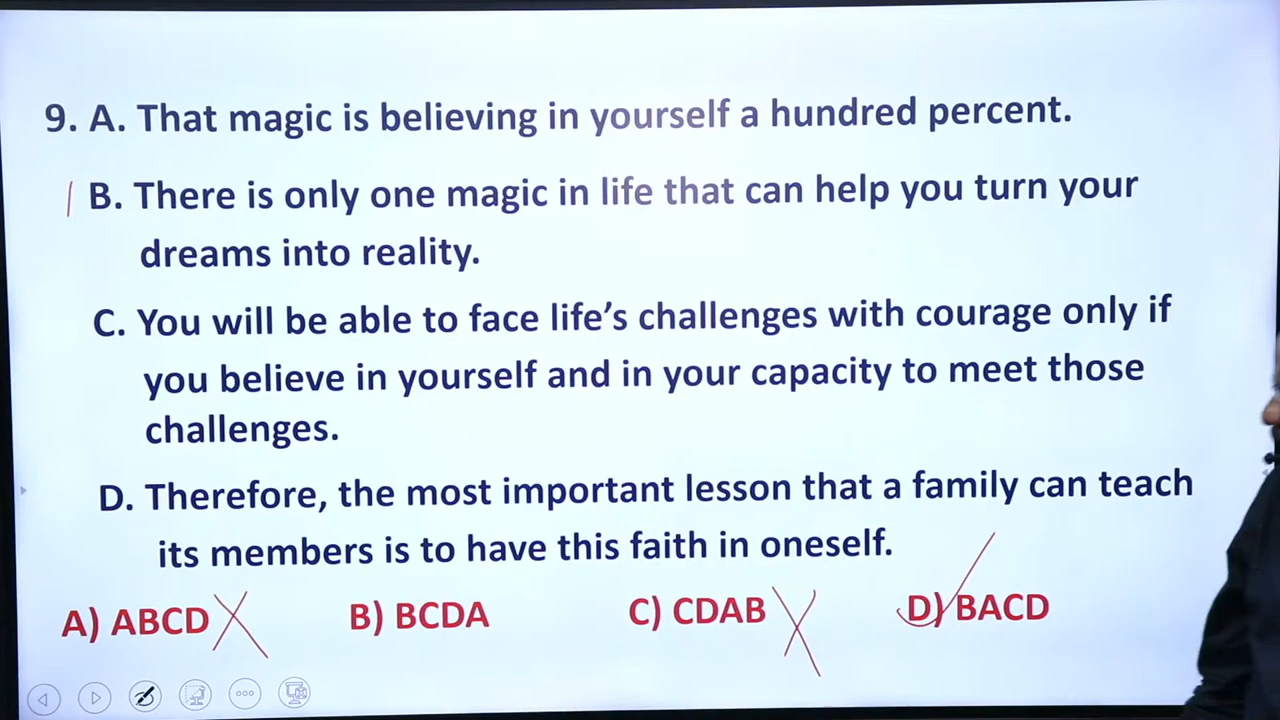 9. A. That magic is believing in yourself a hundred percent.
B. There is only one magic in life that can help you turn your
dreams into reality.
C. You will be able to face life's challenges with courage only if
you believe in yourself and in your capacity to meet those
challenges.
D. Therefore, the most important lesson that a family can teach
its members is to have this faith in oneself.
A) ABCD B) BCDA C) CDAB D) BACD